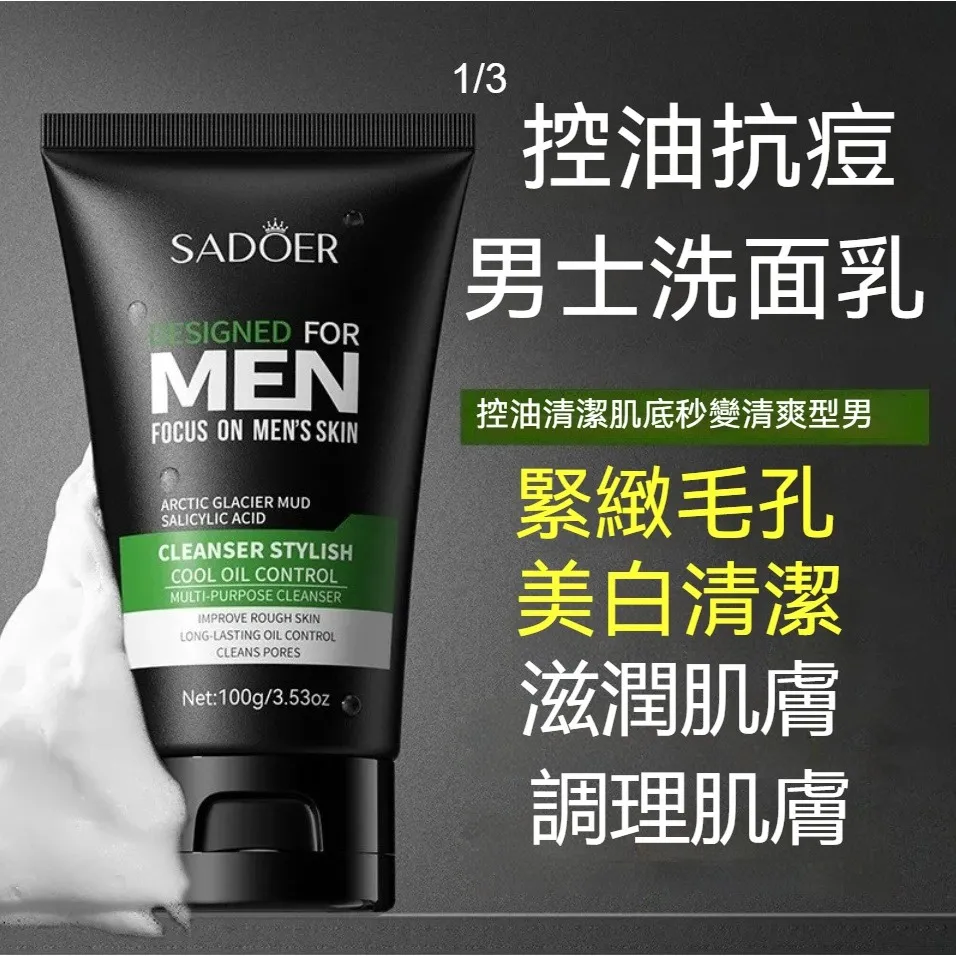 1/3
控油抗痘
男士洗面乳
控油清潔肌底秒變清爽型男
緊緻毛孔
美白清潔
滋潤肌膚
調理肌膚
SADOER
DESIGNED FOR
MEN
FOCUS ON MEN'S SKIN
ARCTIC GLACIER MUD
SALICYLIC ACID
CLEANSER STYLISH
COOL OIL CONTROL
MULTI-PURPOSE CLEANSER
IMPROVE ROUGH SKIN
LONG-LASTING OIL CONTROL
CLEANS PORES
Net:100g/3.53oz